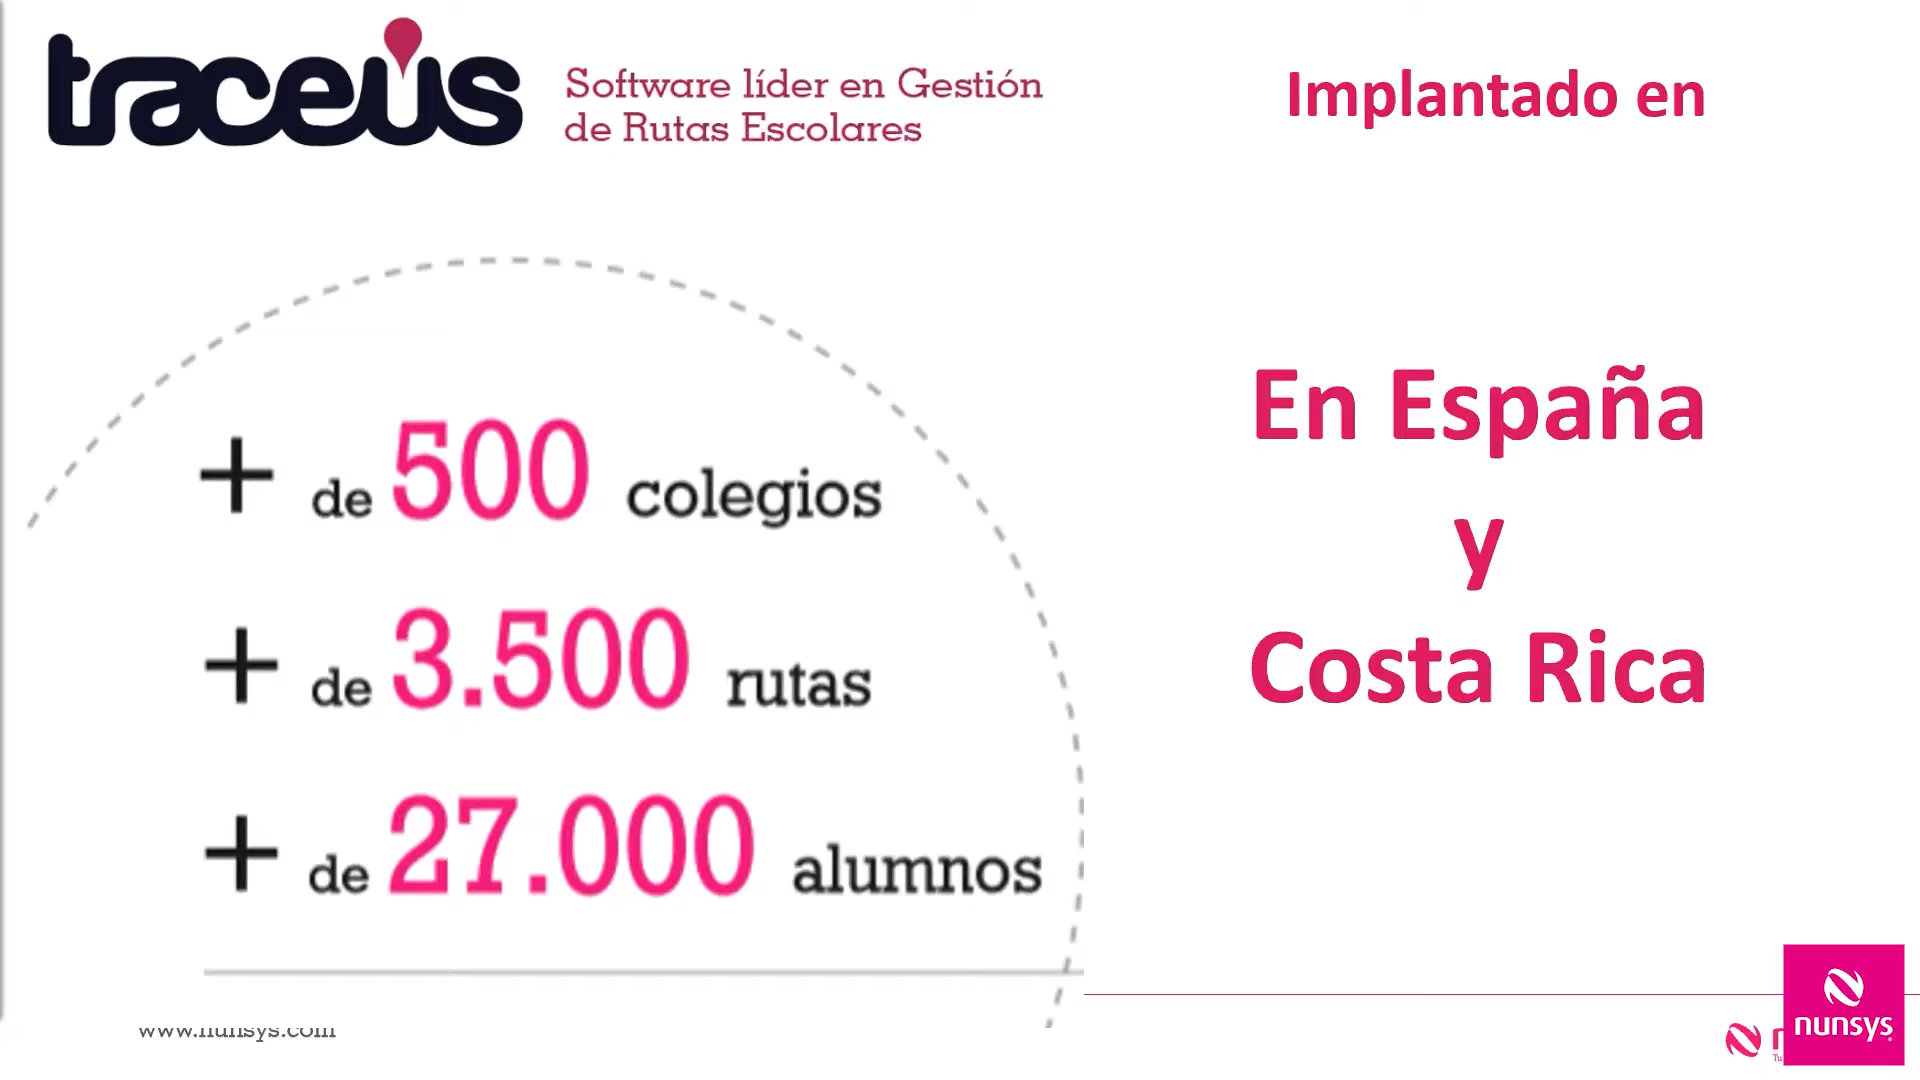 traceus
Software líder en Gestión
de Rutas Escolares
Implantado en
+ de 500 colegios
+ de 3.500 rutas
+ de 27.000 alumnos
En España
y
Costa Rica
www.nunsys.com
nunsys